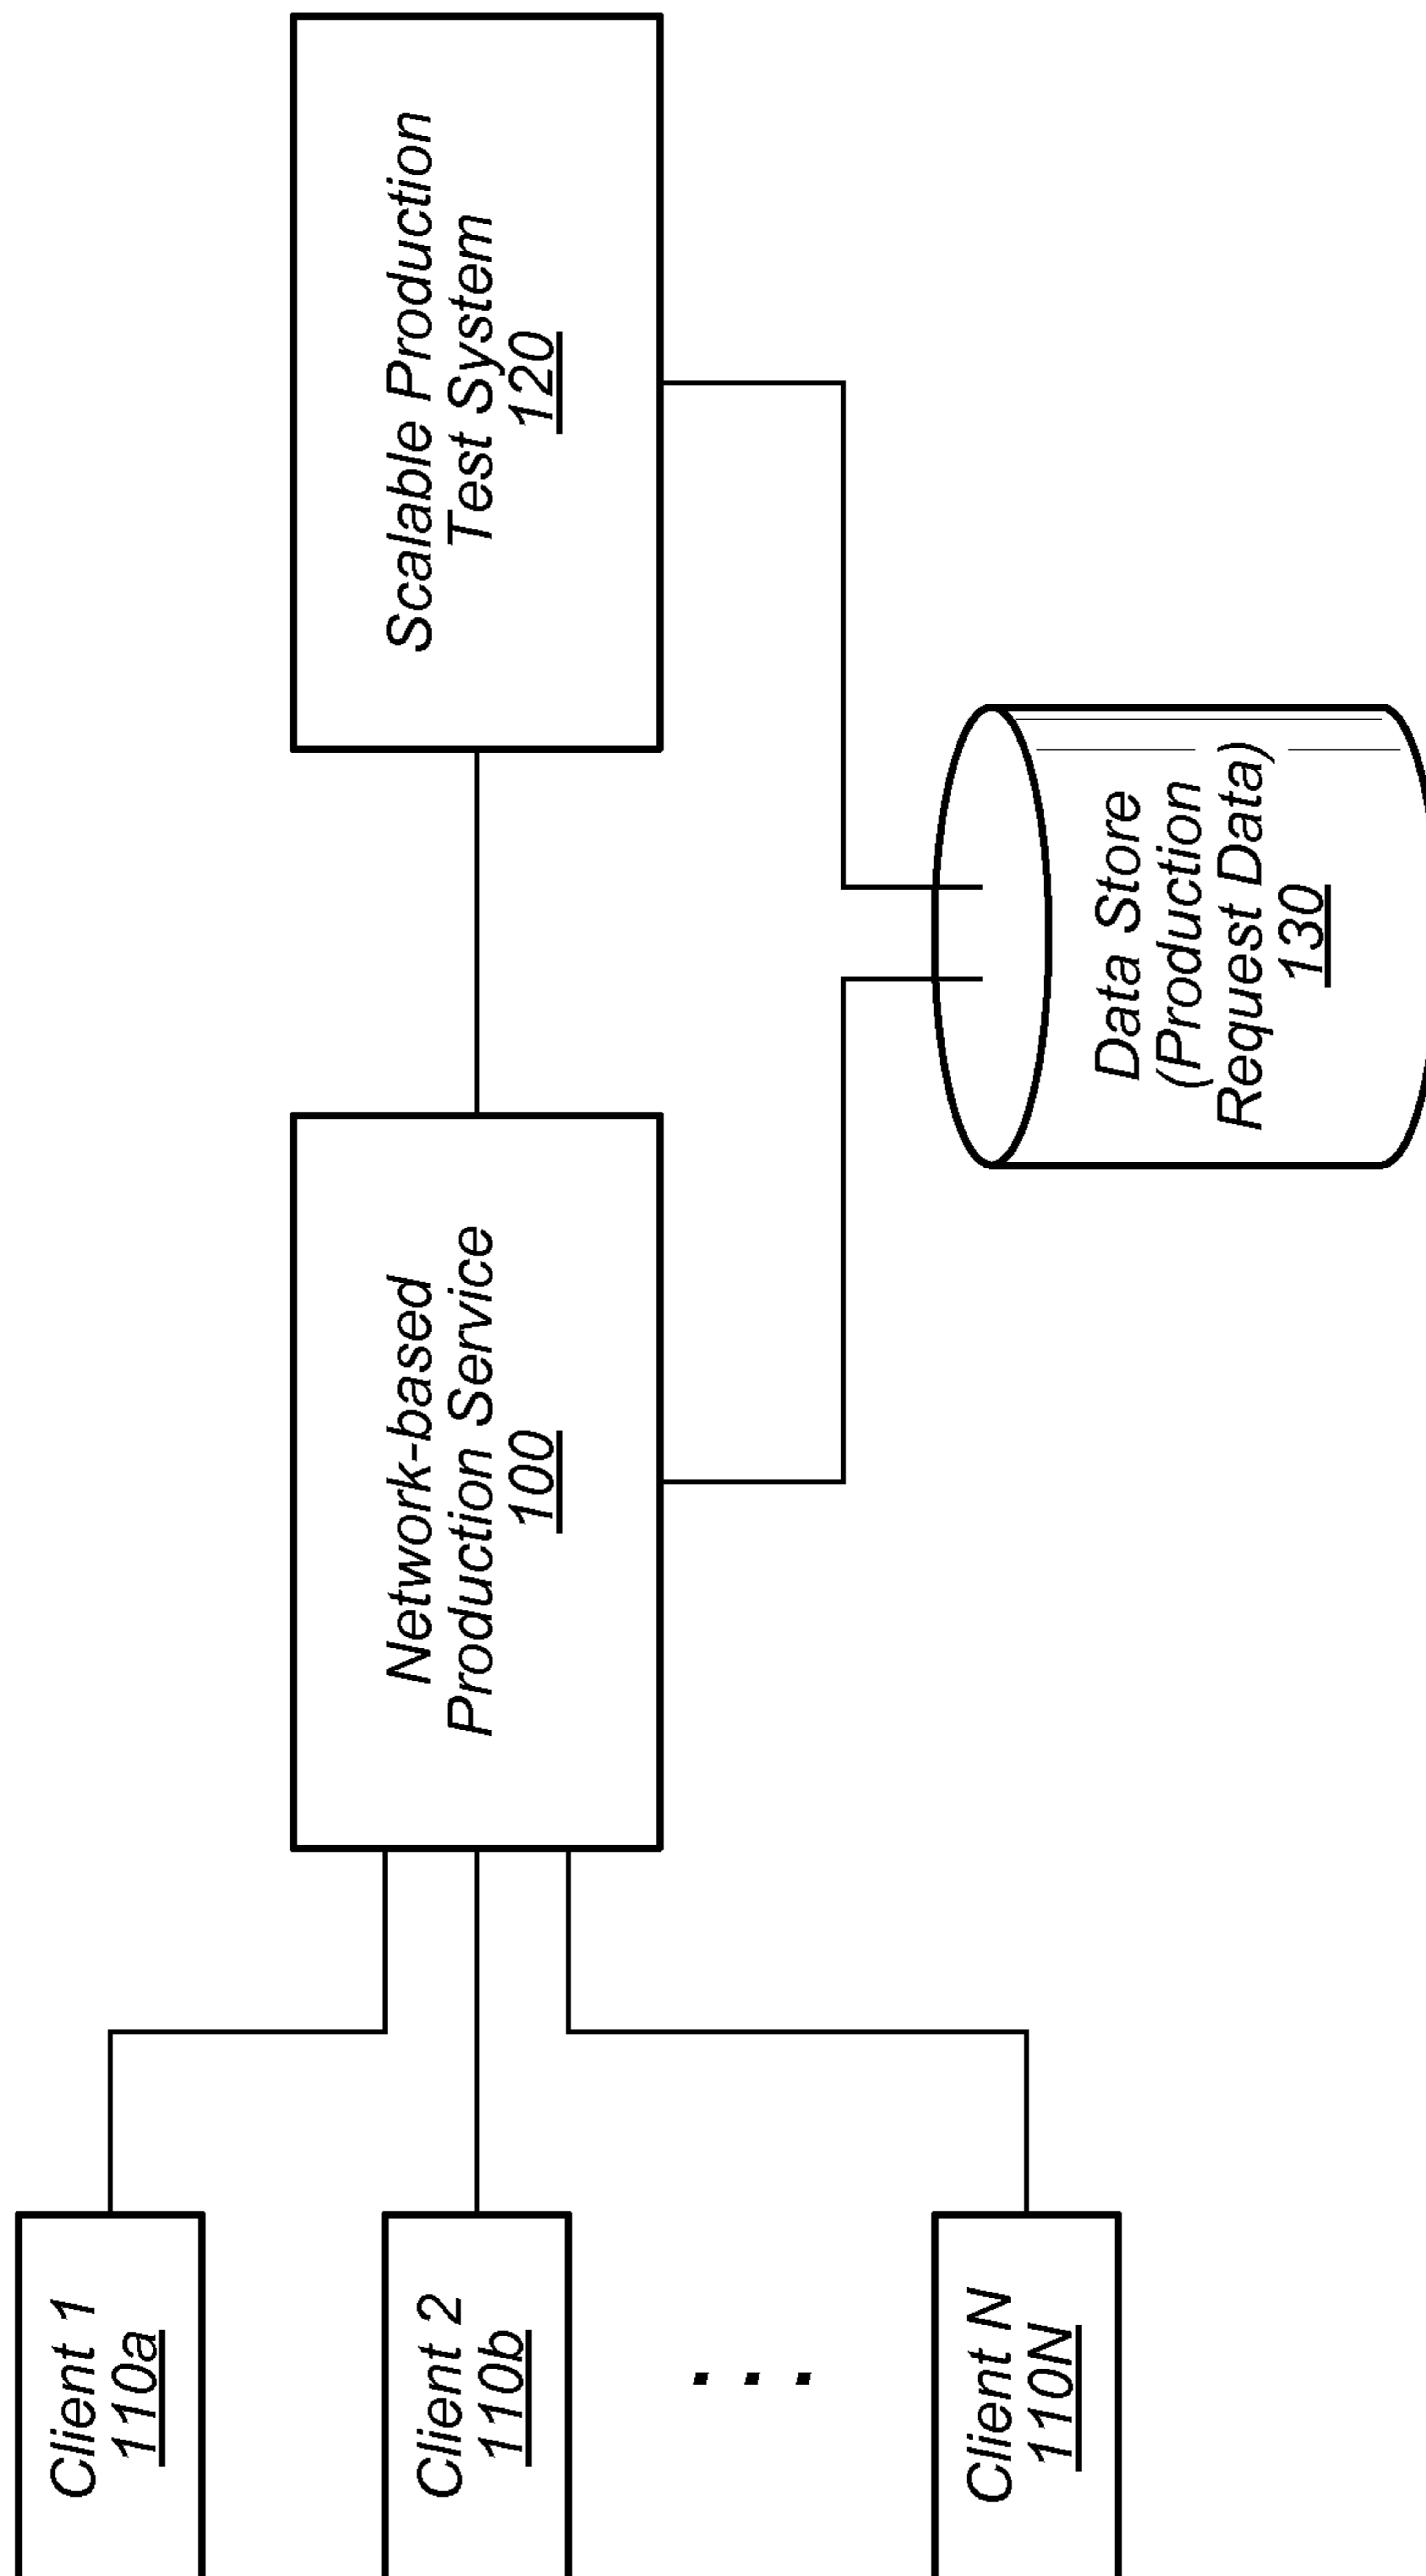 Client 1
110a
Client 2
110b
. . .
Client N
110N
Network-based
Production Service
100
Scalable Production
Test System
120
Data Store
(Production
Request Data)
130